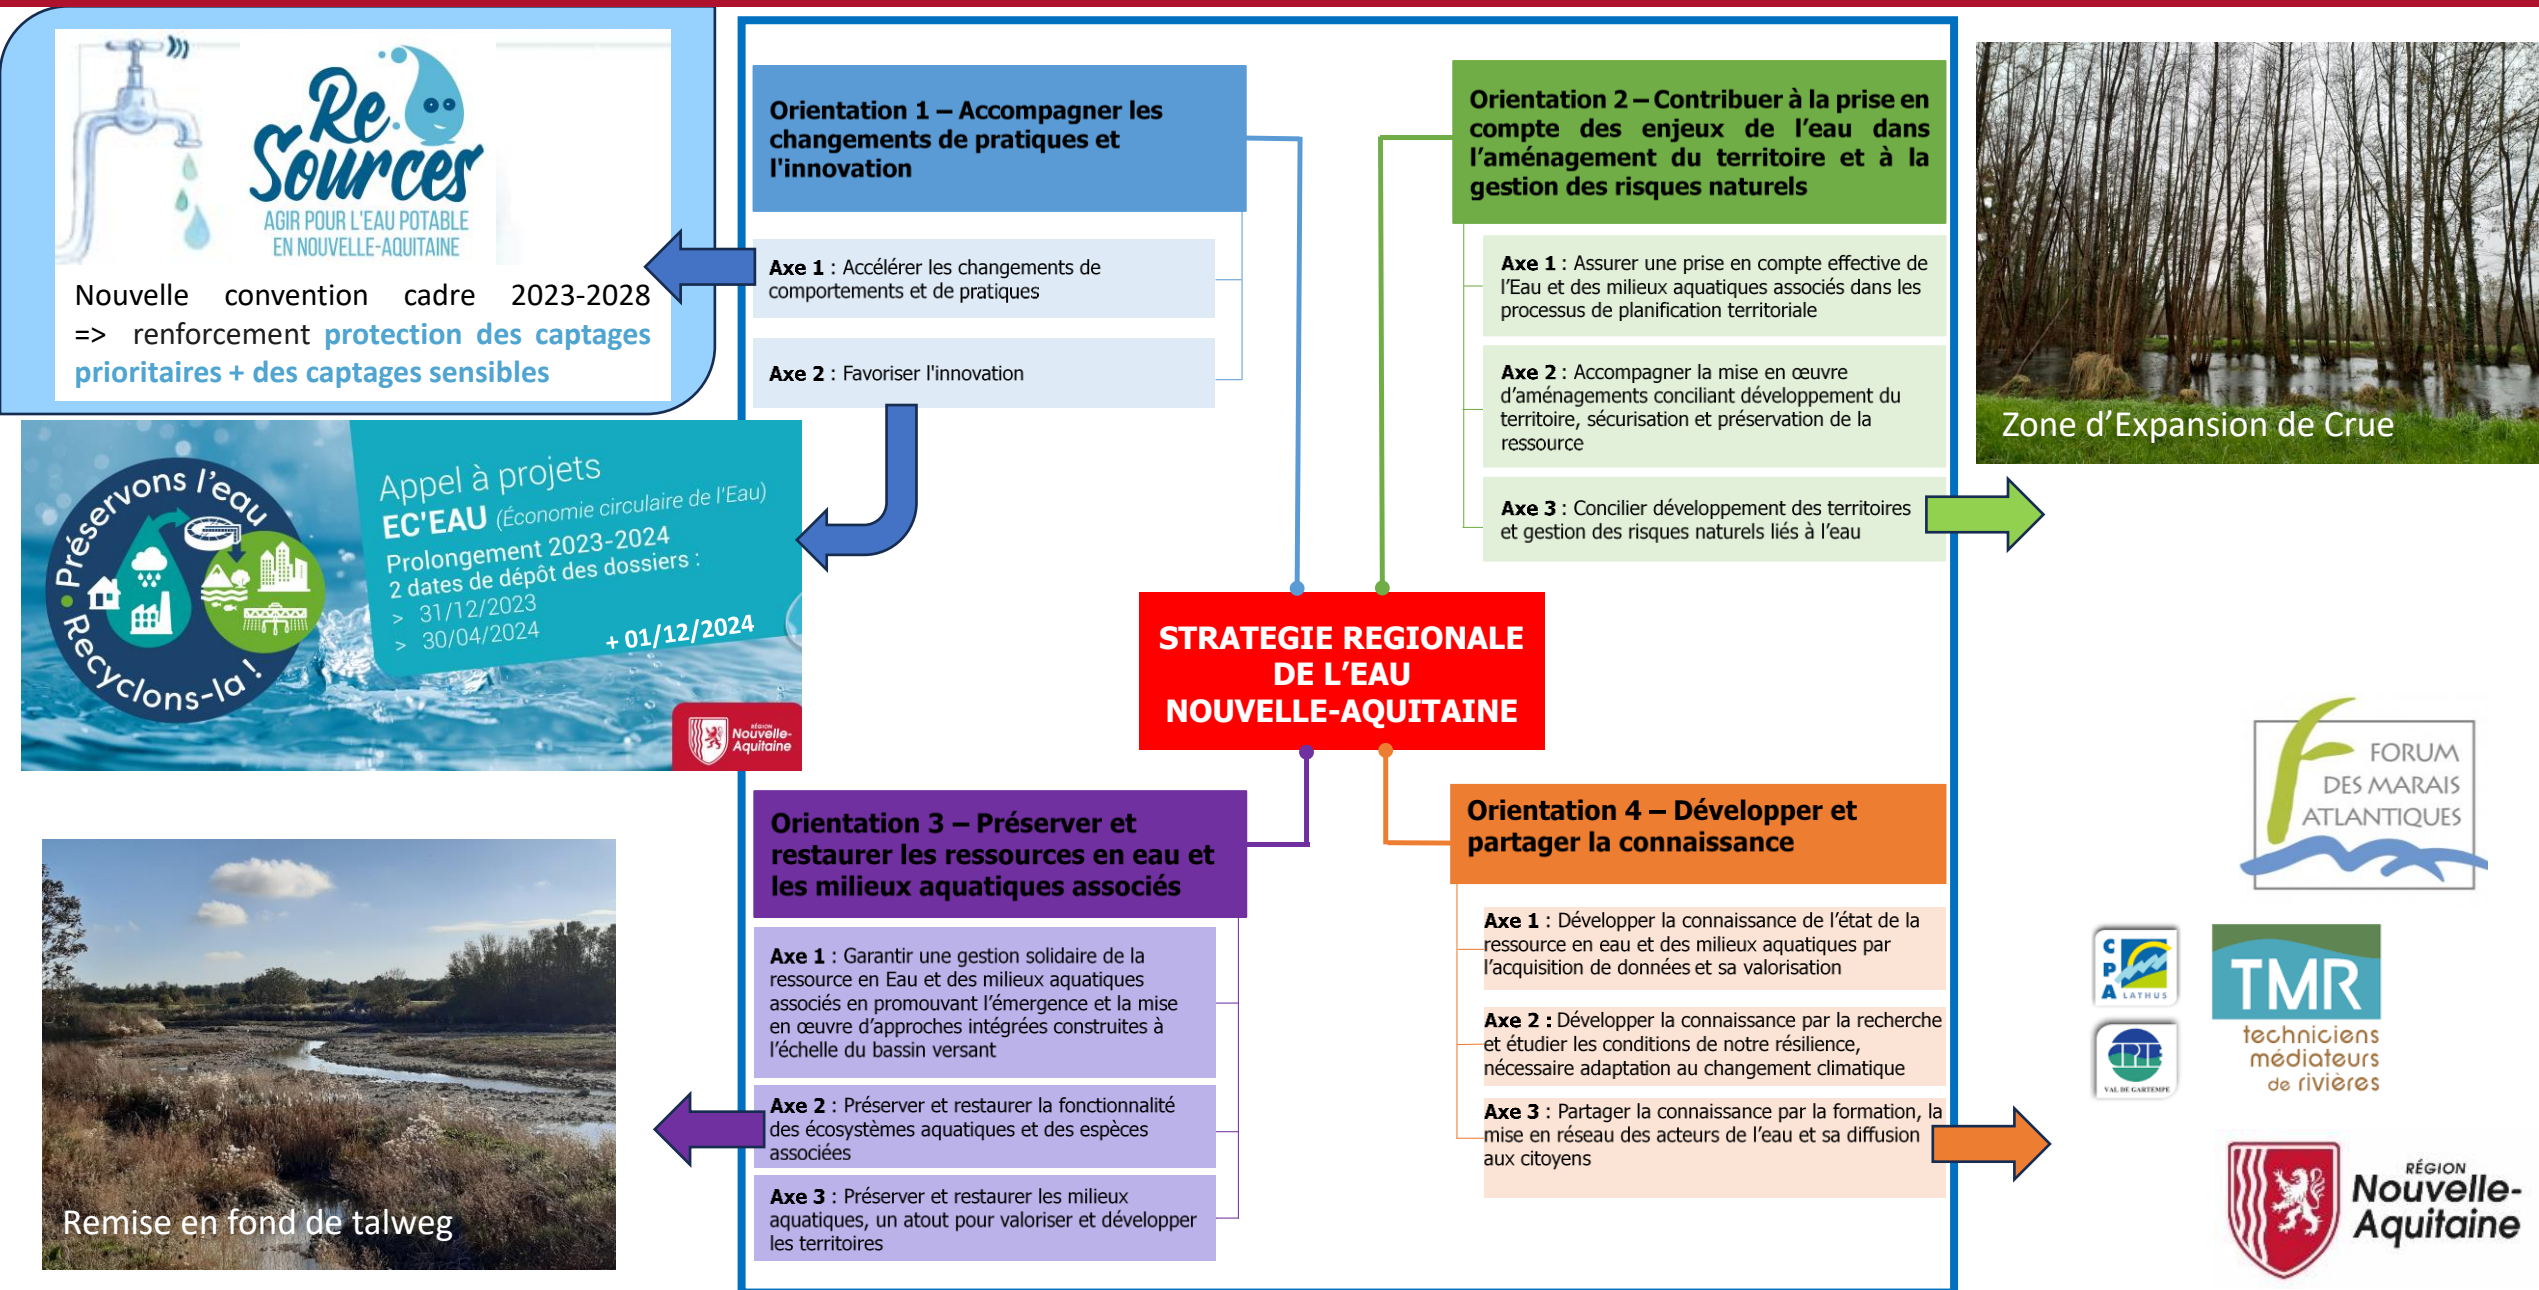 Re.
Sources
AGIR POUR L'EAU POTABLE
EN NOUVELLE-AQUITAINE
Nouvelle convention cadre 2023-2028
=> renforcement protection des captages
prioritaires + des captages sensibles
Préservons l'eau
Recyclons-la !
Appel à projets
EC'EAU (Économie circulaire de l'Eau)
Prolongement 2023-2024
2 dates de dépôt des dossiers :
> 31/12/2023
> 30/04/2024
+ 01/12/2024
RÉGION
Nouvelle-
Aquitaine
Remise en fond de talweg
Orientation 1 – Accompagner les
changements de pratiques et
l'innovation
Axe 1 : Accélérer les changements de
comportements et de pratiques
Axe 2 : Favoriser l'innovation
Orientation 2 – Contribuer à la prise en
compte des enjeux de l'eau dans
l'aménagement du territoire et à la
gestion des risques naturels
Axe 1 : Assurer une prise en compte effective de
l'Eau et des milieux aquatiques associés dans les
processus de planification territoriale
Axe 2 : Accompagner la mise en œuvre
d'aménagements conciliant développement du
territoire, sécurisation et préservation de la
ressource
Axe 3 : Concilier développement des territoires
et gestion des risques naturels liés à l'eau
STRATEGIE REGIONALE
DE L'EAU
NOUVELLE-AQUITAINE
Orientation 3 – Préserver et
restaurer les ressources en eau et
les milieux aquatiques associés
Axe 1 : Garantir une gestion solidaire de la
ressource en Eau et des milieux aquatiques
associés en promouvant l'émergence et la mise
en œuvre d'approches intégrées construites à
l'échelle du bassin versant
Axe 2 : Préserver et restaurer la fonctionnalité
des écosystèmes aquatiques et des espèces
associées
Axe 3 : Préserver et restaurer les milieux
aquatiques, un atout pour valoriser et développer
les territoires
Orientation 4 – Développer et
partager la connaissance
Axe 1 : Développer la connaissance de l'état de la
ressource en eau et des milieux aquatiques par
l'acquisition de données et sa valorisation
Axe 2 : Développer la connaissance par la recherche
et étudier les conditions de notre résilience,
nécessaire adaptation au changement climatique
Axe 3 : Partager la connaissance par la formation, la
mise en réseau des acteurs de l'eau et sa diffusion
aux citoyens
Zone d'Expansion de Crue
FORUM
DES MARAIS
ATLANTIQUES
CPA
LATHUS
CPIE
VAL DE GARTEMPE
TMR
techniciens
médiateurs
de rivières
RÉGION
Nouvelle-
Aquitaine